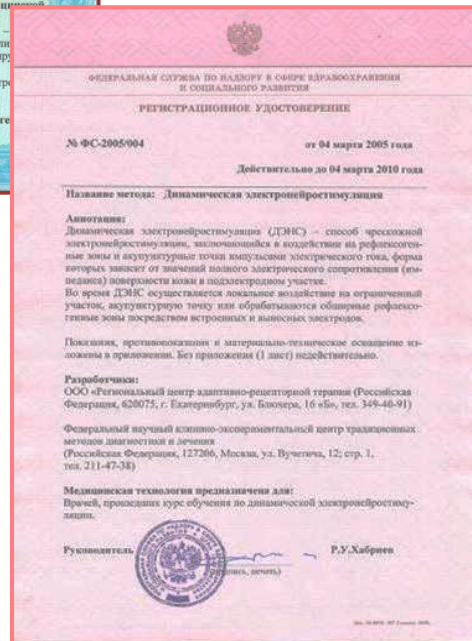 ФЕДЕРАЛЬНАЯ СЛУЖБА ПО НАДЗОРУ В СФЕРЕ ЗДРАВООХРАНЕНИЯ
И СОЦИАЛЬНОГО РАЗВИТИЯ
РЕГИСТРАЦИОННОЕ УДОСТОВЕРЕНИЕ
№ ФС-2005/004 от 04 марта 2005 года
Действительно до 04 марта 2010 года
Название метода: Динамическая электронейростимуляция
Аннотация:
Динамическая электронейростимуляция (ДЭНС) – способ чрескожной
электронейростимуляции, заключающийся в воздействии на рефлексоген-
ные зоны и акупунктурные точки импульсами электрического тока, форма
которых зависит от значений полного электрического сопротивления (им-
педанса) поверхности кожи в подэлектродном участке.
Во время ДЭНС осуществляется локальное воздействие на ограниченный
участок, акупунктурную точку или обрабатываются обширные рефлексо-
генные зоны посредством встроенных и выносных электродов.
Показания, противопоказания и материально-техническое оснащение из-
ложены в приложении. Без приложения (1 лист) недействительно.
Разработчики:
ООО «Региональный центр адаптивно-рецепторной терапии (Российская
Федерация, 620075, г. Екатеринбург, ул. Блюхера, 16 «Б», тел. 349-40-91)
Федеральный научный клинико-экспериментальный центр традиционных
методов диагностики и лечения
(Российская Федерация, 127206, Москва, ул. Вучетича, 12; стр. 1,
тел. 211-47-38)
Медицинская технология предназначена для:
Врачей, прошедших курс обучения по динамической электронейростиму-
ляции.
Руководитель Р.У.Хабриев
(подпись, печать)